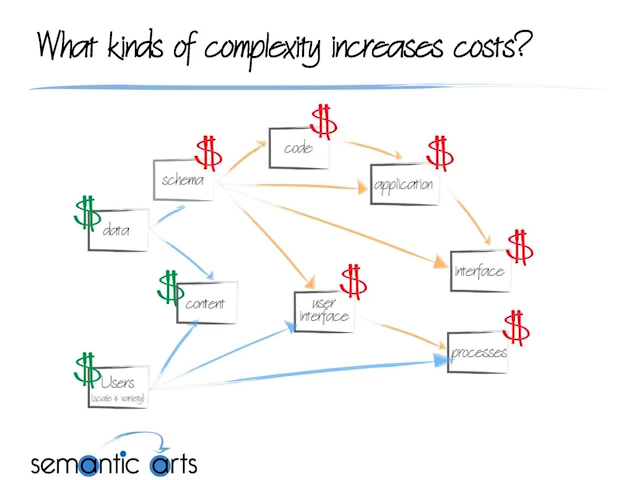 What kinds of complexity increases costs?
$
code
$
schema
$
application
$
data
$
interface
$
content
$
user
interface
$
processes
$
Users
(scale & variety)
semantic arts